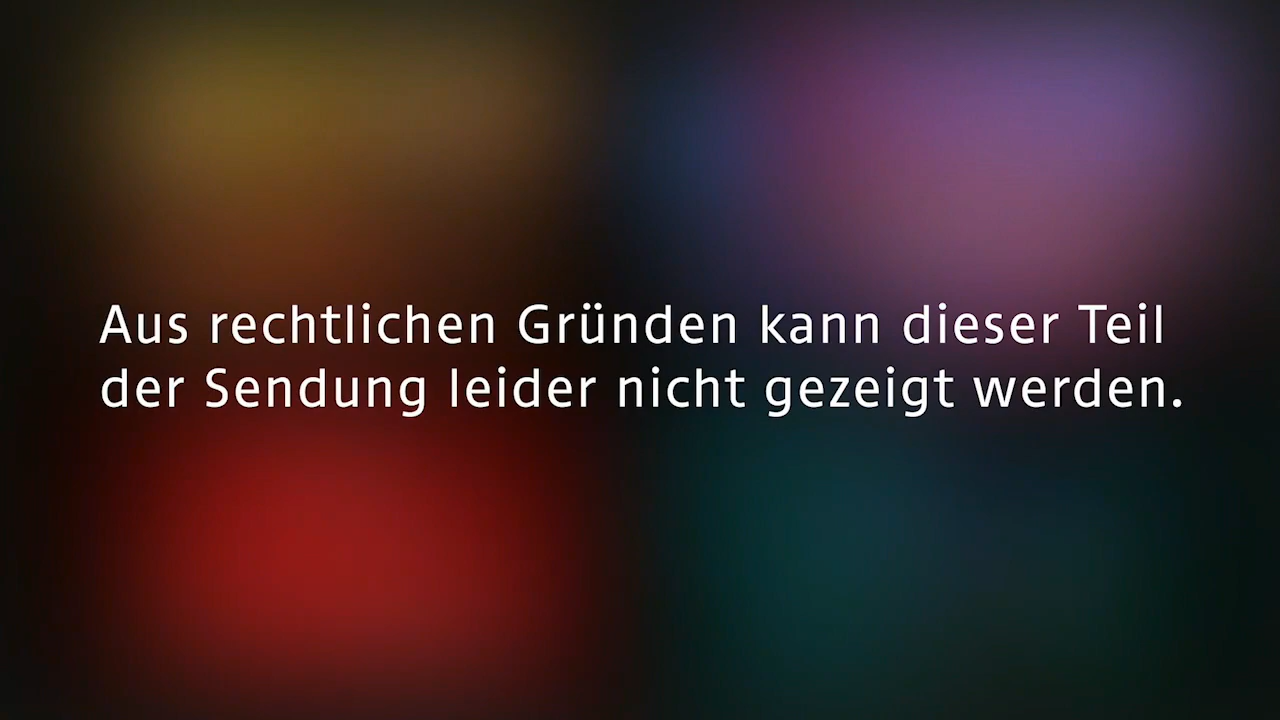 Aus rechtlichen Gründen kann dieser Teil
der Sendung leider nicht gezeigt werden.